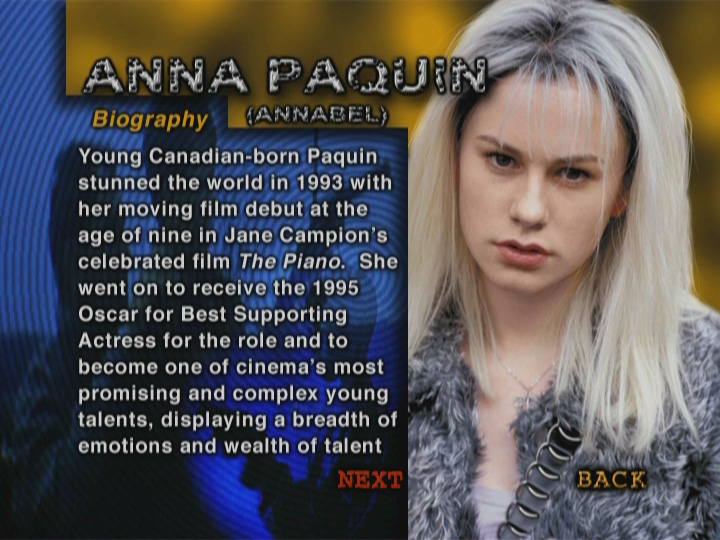 ANNA PAQUIN
Biography
(ANNABEL)
Young Canadian-born Paquin
stunned the world in 1993 with
her moving film debut at the
age of nine in Jane Campion's
celebrated film The Piano.  She
went on to receive the 1995
Oscar for Best Supporting
Actress for the role and to
become one of cinema's most
promising and complex young
talents, displaying a breadth of
emotions and wealth of talent
NEXT
BACK